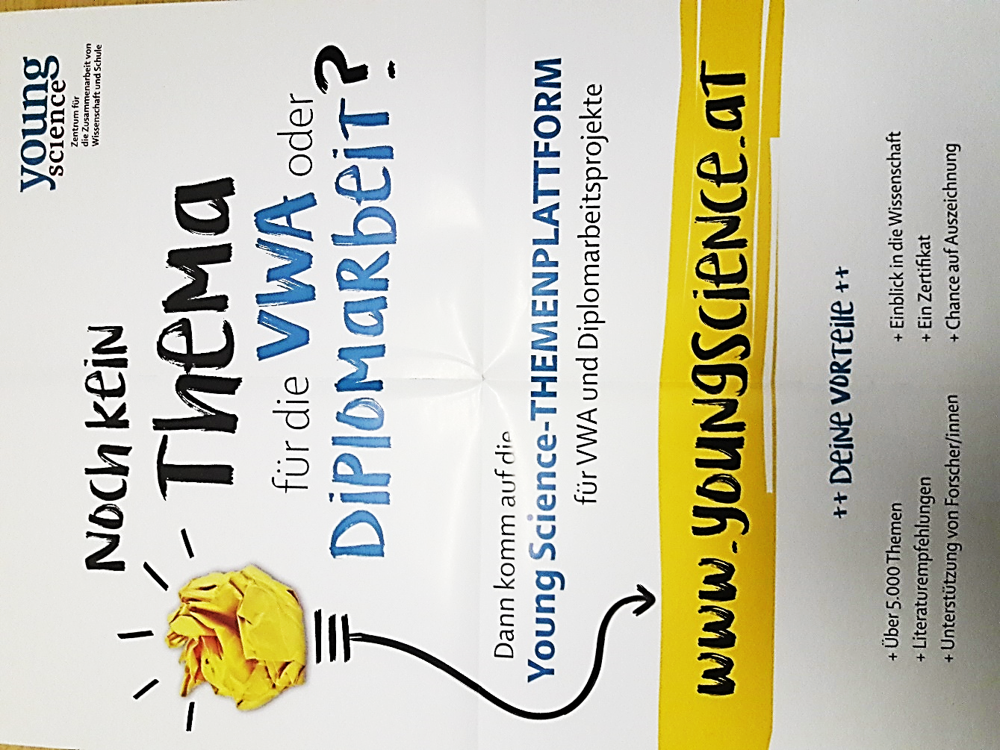 young
science
Zentrum für
die Zusammenarbeit von
Wissenschaft und Schule
Noch kein
Thema
für die VWA oder
Diplomarbeit?
Dann komm auf die
Young Science-THEMENPLATTFORM
für VWA und Diplomarbeitsprojekte
www.youngscience.at
++ Deine Vorteile ++
+ Über 5.000 Themen
+ Literaturempfehlungen
+ Unterstützung von Forscher/innen
+ Einblick in die Wissenschaft
+ Ein Zertifikat
+ Chance auf Auszeichnung